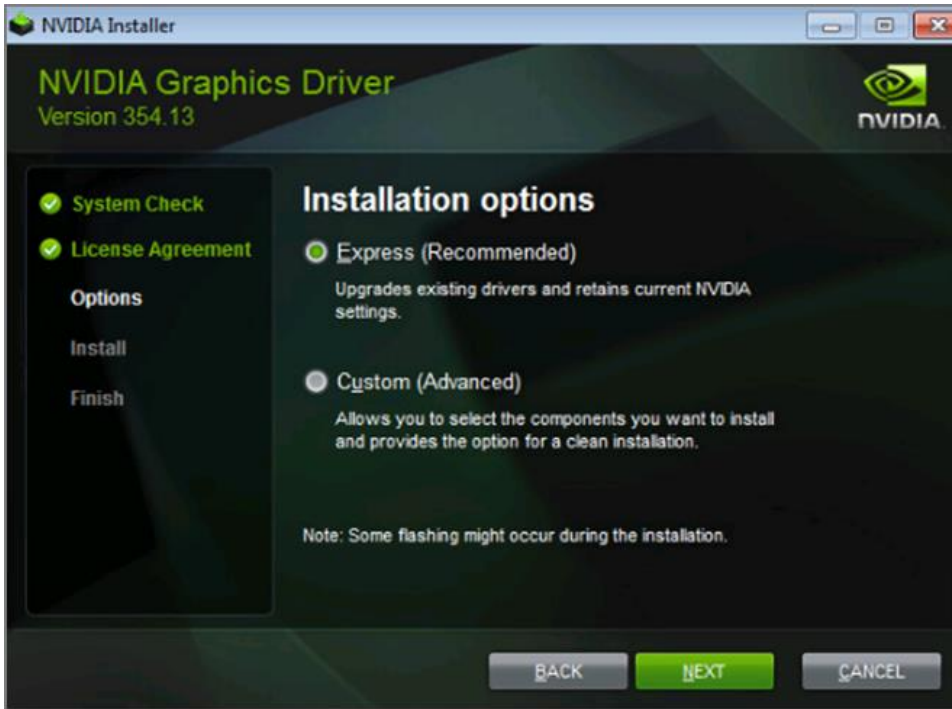 NVIDIA Installer
NVIDIA Graphics Driver
Version 354.13
NVIDIA
System Check
License Agreement
Options
Install
Finish
Installation options
Express (Recommended)
Upgrades existing drivers and retains current NVIDIA
settings.
Custom (Advanced)
Allows you to select the components you want to install
and provides the option for a clean installation.
Note: Some flashing might occur during the installation.
BACK
NEXT
CANCEL